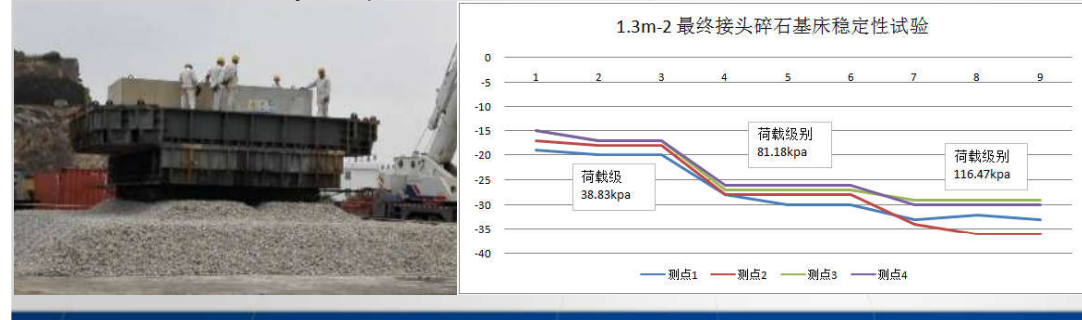 1.3m-2 最终接头碎石基床稳定性试验
0
1 2 3 4 5 6 7 8 9
-5
-10
-15
-20
-25
-30
-35
-40
荷载级
38.83kpa
荷载级别
81.18kpa
荷载级别
116.47kpa
测点1 测点2 测点3 测点4